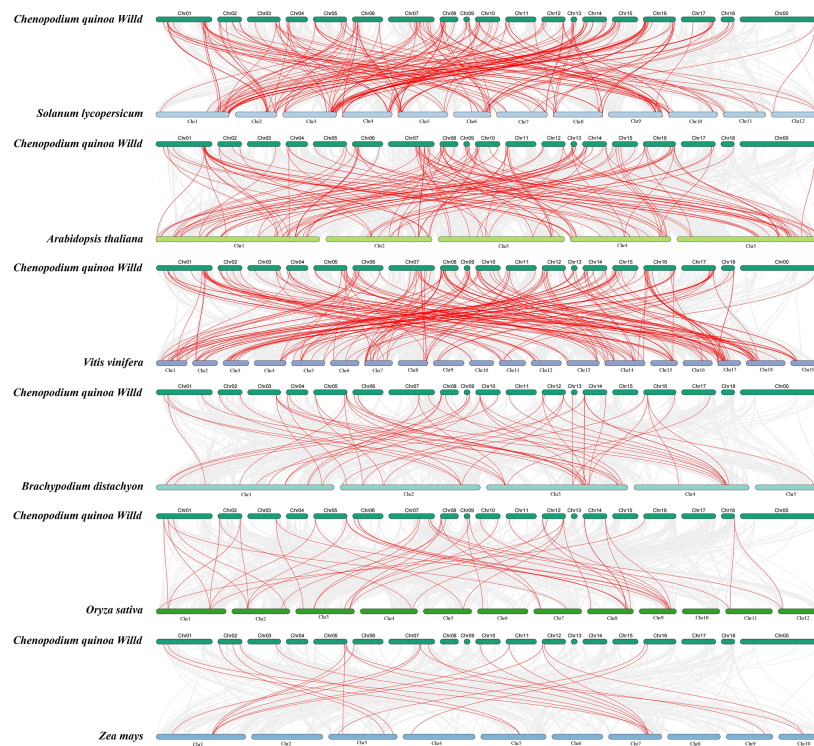 Chenopodium quinoa Willd Chr01 Chr02 Chr03 Chr04 Chr05 Chr06 Chr07 Chr08 Chr09 Chr10 Chr11 Chr12 Chr13 Chr14 Chr15 Chr16 Chr17 Chr18 Chr00
Solanum lycopersicum Chr1 Chr2 Chr3 Chr4 Chr5 Chr6 Chr7 Chr8 Chr9 Chr10 Chr11 Chr12
Chenopodium quinoa Willd Chr01 Chr02 Chr03 Chr04 Chr05 Chr06 Chr07 Chr08 Chr09 Chr10 Chr11 Chr12 Chr13 Chr14 Chr15 Chr16 Chr17 Chr18 Chr00
Arabidopsis thaliana Chr1 Chr2 Chr3 Chr4 Chr5
Chenopodium quinoa Willd Chr01 Chr02 Chr03 Chr04 Chr05 Chr06 Chr07 Chr08 Chr09 Chr10 Chr11 Chr12 Chr13 Chr14 Chr15 Chr16 Chr17 Chr18 Chr00
Vitis vinifera Chr1 Chr2 Chr3 Chr4 Chr5 Chr6 Chr7 Chr8 Chr9 Chr10 Chr11 Chr12 Chr13 Chr14 Chr15 Chr16 Chr17 Chr18 Chr19
Chenopodium quinoa Willd Chr01 Chr02 Chr03 Chr04 Chr05 Chr06 Chr07 Chr08 Chr09 Chr10 Chr11 Chr12 Chr13 Chr14 Chr15 Chr16 Chr17 Chr18 Chr00
Brachypodium distachyon Chr1 Chr2 Chr3 Chr4 Chr5
Chenopodium quinoa Willd Chr01 Chr02 Chr03 Chr04 Chr05 Chr06 Chr07 Chr08 Chr09 Chr10 Chr11 Chr12 Chr13 Chr14 Chr15 Chr16 Chr17 Chr18 Chr00
Oryza sativa Chr1 Chr2 Chr3 Chr4 Chr5 Chr6 Chr7 Chr8 Chr9 Chr10 Chr11 Chr12
Chenopodium quinoa Willd Chr01 Chr02 Chr03 Chr04 Chr05 Chr06 Chr07 Chr08 Chr09 Chr10 Chr11 Chr12 Chr13 Chr14 Chr15 Chr16 Chr17 Chr18 Chr00
Zea mays Chr1 Chr2 Chr3 Chr4 Chr5 Chr6 Chr7 Chr8 Chr9 Chr10